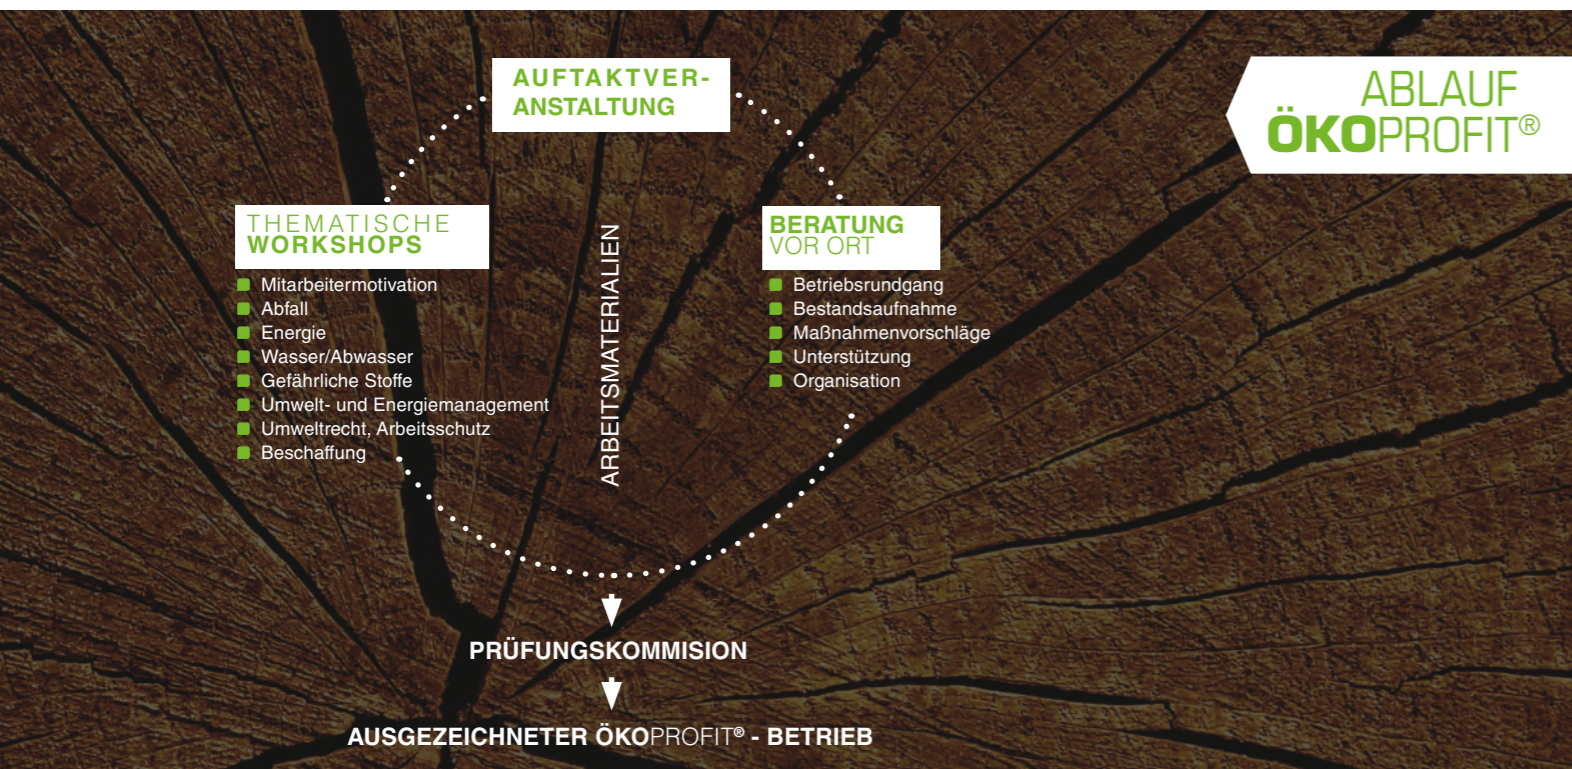 ABLAUF
ÖKOPROFIT®
AUFTAKTVER-
ANSTALTUNG
THEMATISCHE
WORKSHOPS
Mitarbeitermotivation
Abfall
Energie
Wasser/Abwasser
Gefährliche Stoffe
Umwelt- und Energiemanagement
Umweltrecht, Arbeitsschutz
Beschaffung
ARBEITSMATERIALIEN
BERATUNG
VOR ORT
Betriebsrundgang
Bestandsaufnahme
Maßnahmenvorschläge
Unterstützung
Organisation
PRÜFUNGSKOMMISION
AUSGEZEICHNETER ÖKOPROFIT® - BETRIEB